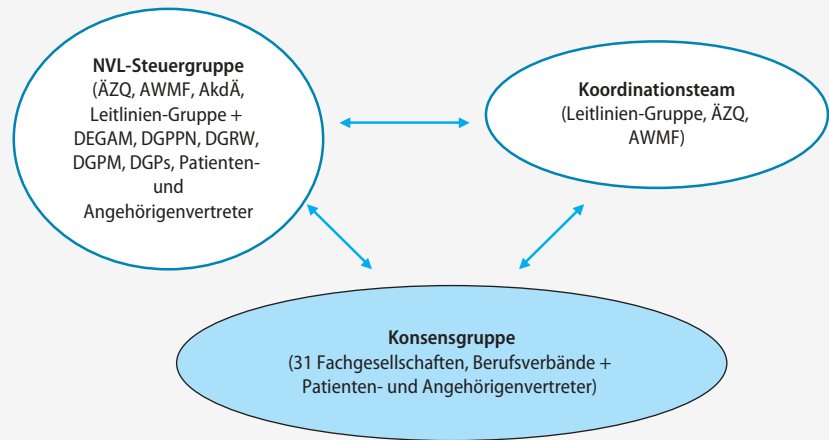 NVL-Steuergruppe
(ÄZQ, AWMF, AkdÄ,
Leitlinien-Gruppe +
DEGAM, DGPPN, DGRW,
DGPM, DGPs, Patienten-
und
Angehörigenvertreter
Koordinationsteam
(Leitlinien-Gruppe, ÄZQ,
AWMF)
Konsensgruppe
(31 Fachgesellschaften, Berufsverbände +
Patienten- und Angehörigenvertreter)